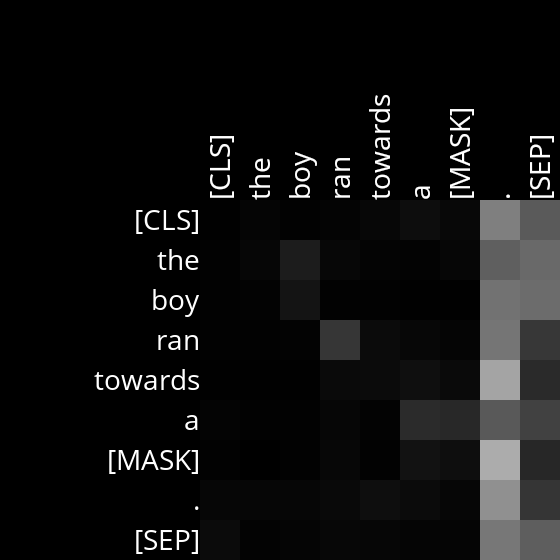 [CLS] the boy ran towards a [MASK] . [SEP]
[CLS]
the
boy
ran
towards
a
[MASK]
.
[SEP]